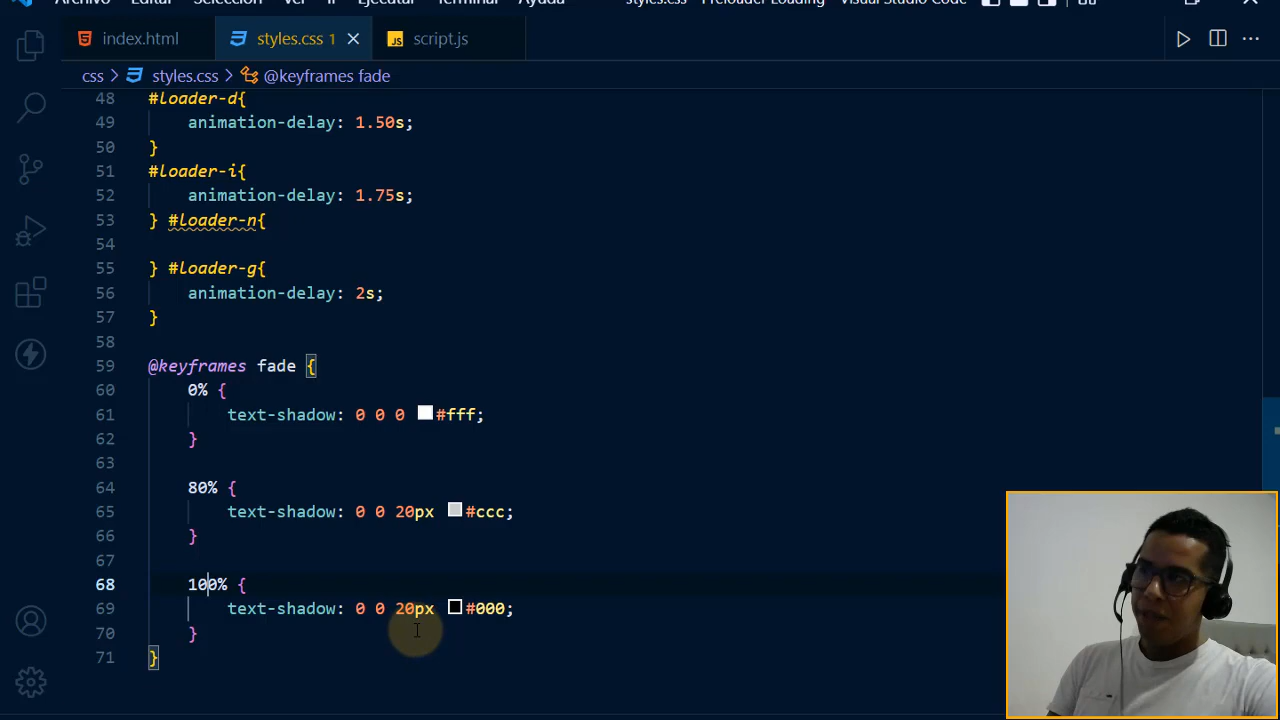 index.html
styles.css 1
script.js
css > styles.css > @keyframes fade
48 #loader-d{
49 animation-delay: 1.50s;
50 }
51 #loader-i{
52 animation-delay: 1.75s;
53 } #loader-n{
54
55 } #loader-g{
56 animation-delay: 2s;
57 }
58
59 @keyframes fade {
60 0% {
61 text-shadow: 0 0 0 #fff;
62 }
63
64 80% {
65 text-shadow: 0 0 20px #ccc;
66 }
67
68 100% {
69 text-shadow: 0 0 20px #000;
70 }
71 }